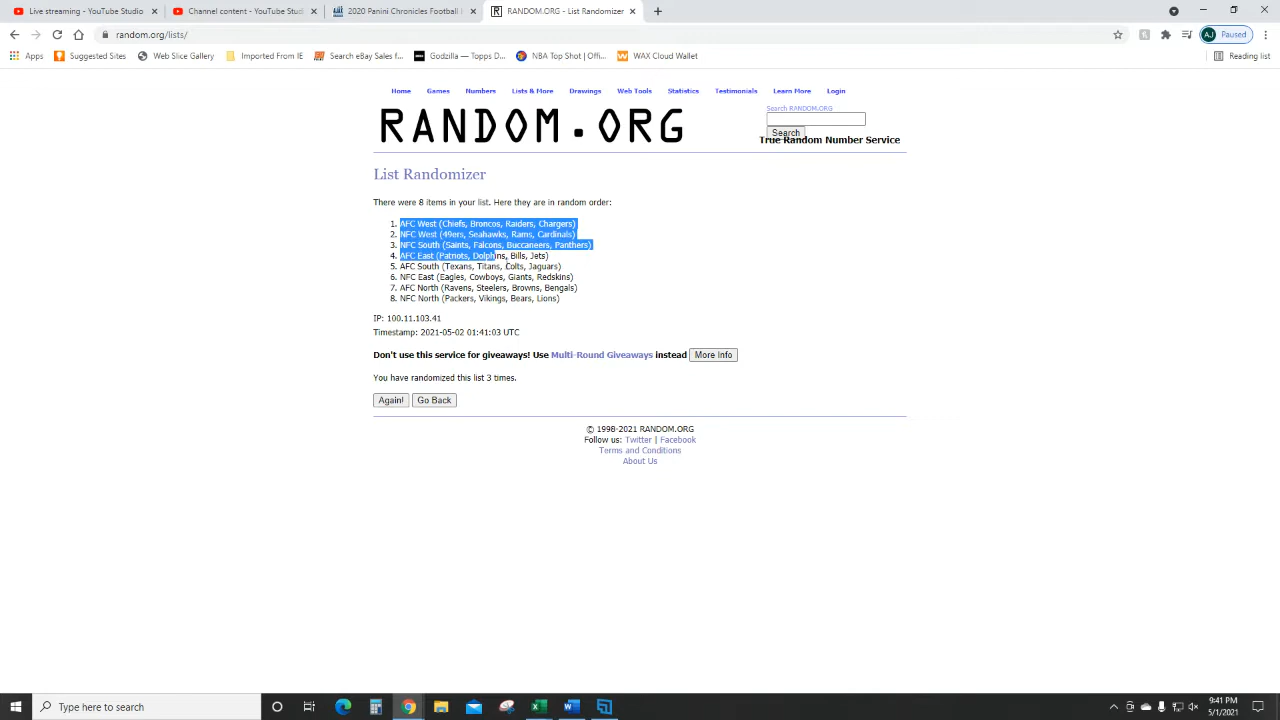 Live streaming - YouTube Studio
Channel content - YouTube Studi
2020 Panini Chronicles Football C
RANDOM.ORG - List Randomizer
random.org/lists/
AJ Paused
Apps
Suggested Sites
Web Slice Gallery
Imported From IE
Search eBay Sales f...
Godzilla — Topps D...
NBA Top Shot | Offi...
WAX Cloud Wallet
Reading list
Home Games Numbers Lists & More Drawings Web Tools Statistics Testimonials Learn More Login
RANDOM.ORG
Search RANDOM.ORG
Search
True Random Number Service
List Randomizer
There were 8 items in your list. Here they are in random order:
1. AFC West (Chiefs, Broncos, Raiders, Chargers)
2. NFC West (49ers, Seahawks, Rams, Cardinals)
3. NFC South (Saints, Falcons, Buccaneers, Panthers)
4. AFC East (Patriots, Dolphins, Bills, Jets)
5. AFC South (Texans, Titans, Colts, Jaguars)
6. NFC East (Eagles, Cowboys, Giants, Redskins)
7. AFC North (Ravens, Steelers, Browns, Bengals)
8. NFC North (Packers, Vikings, Bears, Lions)
IP: 100.11.103.41
Timestamp: 2021-05-02 01:41:03 UTC
Don't use this service for giveaways! Use Multi-Round Giveaways instead More Info
You have randomized this list 3 times.
Again! Go Back
© 1998-2021 RANDOM.ORG
Follow us: Twitter | Facebook
Terms and Conditions
About Us
Type here to search
9:41 PM
5/1/2021